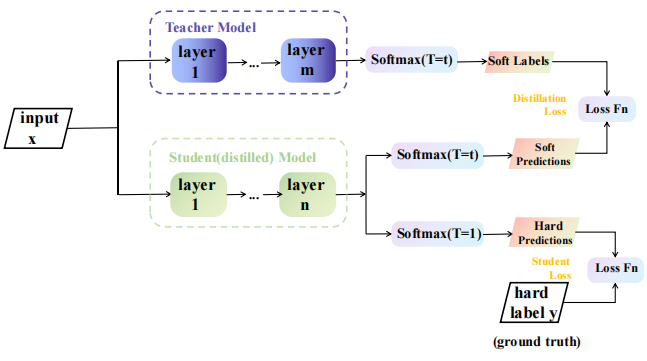 Teacher Model
layer
1
...
layer
m
Softmax(T=t)
Soft Labels
input
x
Distillation
Loss
Loss Fn
Student(distilled) Model
layer
1
...
layer
n
Softmax(T=t)
Soft
Predictions
Softmax(T=1)
Hard
Predictions
Student
Loss
Loss Fn
hard
label y
(ground truth)